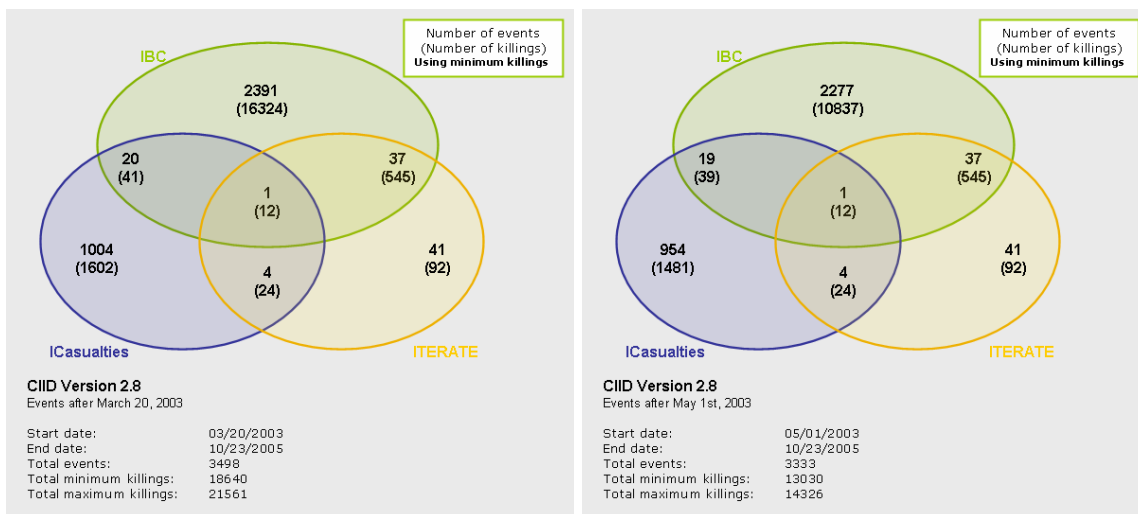 Number of events
(Number of killings)
Using minimum killings
IBC
2391
(16324)
20
(41)
37
(545)
1
(12)
1004
(1602)
41
(92)
4
(24)
ICasualties
ITERATE
CIID Version 2.8
Events after March 20, 2003
Start date: 03/20/2003
End date: 10/23/2005
Total events: 3498
Total minimum killings: 18640
Total maximum killings: 21561
Number of events
(Number of killings)
Using minimum killings
IBC
2277
(10837)
19
(39)
37
(545)
1
(12)
954
(1481)
41
(92)
4
(24)
ICasualties
ITERATE
CIID Version 2.8
Events after May 1st, 2003
Start date: 05/01/2003
End date: 10/23/2005
Total events: 3333
Total minimum killings: 13030
Total maximum killings: 14326